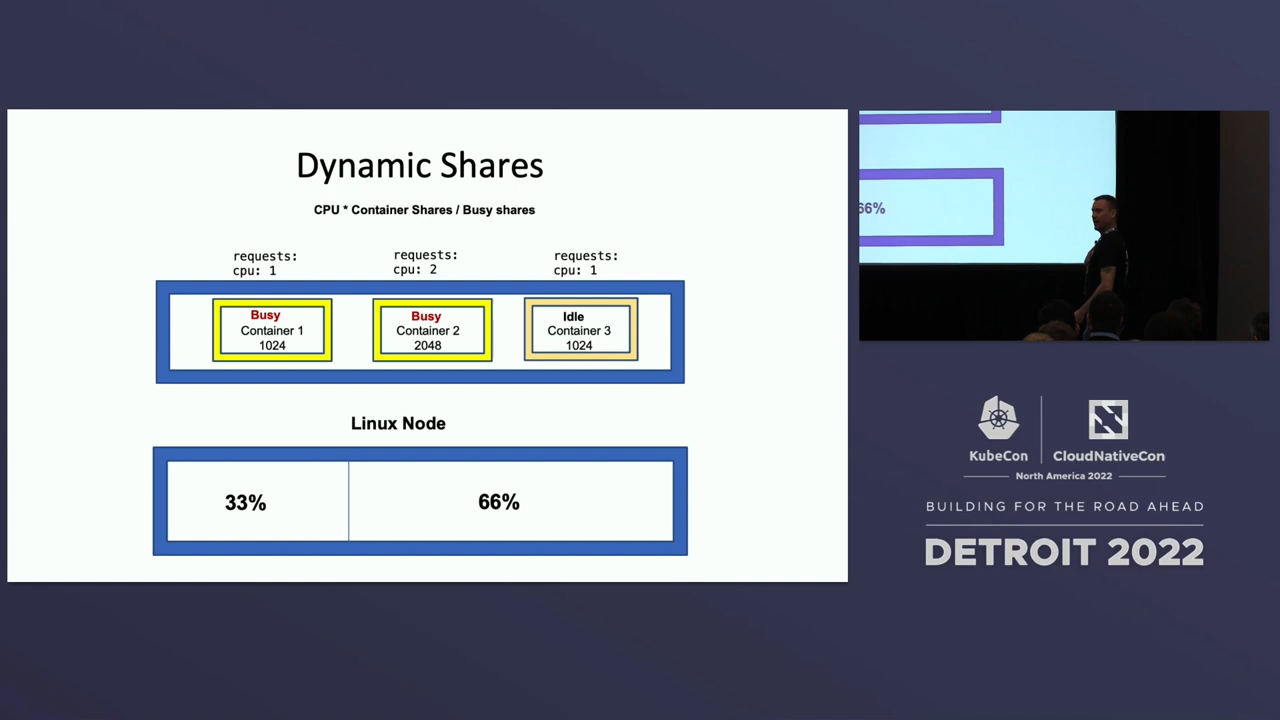 Dynamic Shares
CPU * Container Shares / Busy shares
requests:
cpu: 1
requests:
cpu: 2
requests:
cpu: 1
Busy
Container 1
1024
Busy
Container 2
2048
Idle
Container 3
1024
Linux Node
33%
66%
66%
KubeCon
CloudNativeCon
North America 2022
BUILDING FOR THE ROAD AHEAD
DETROIT 2022